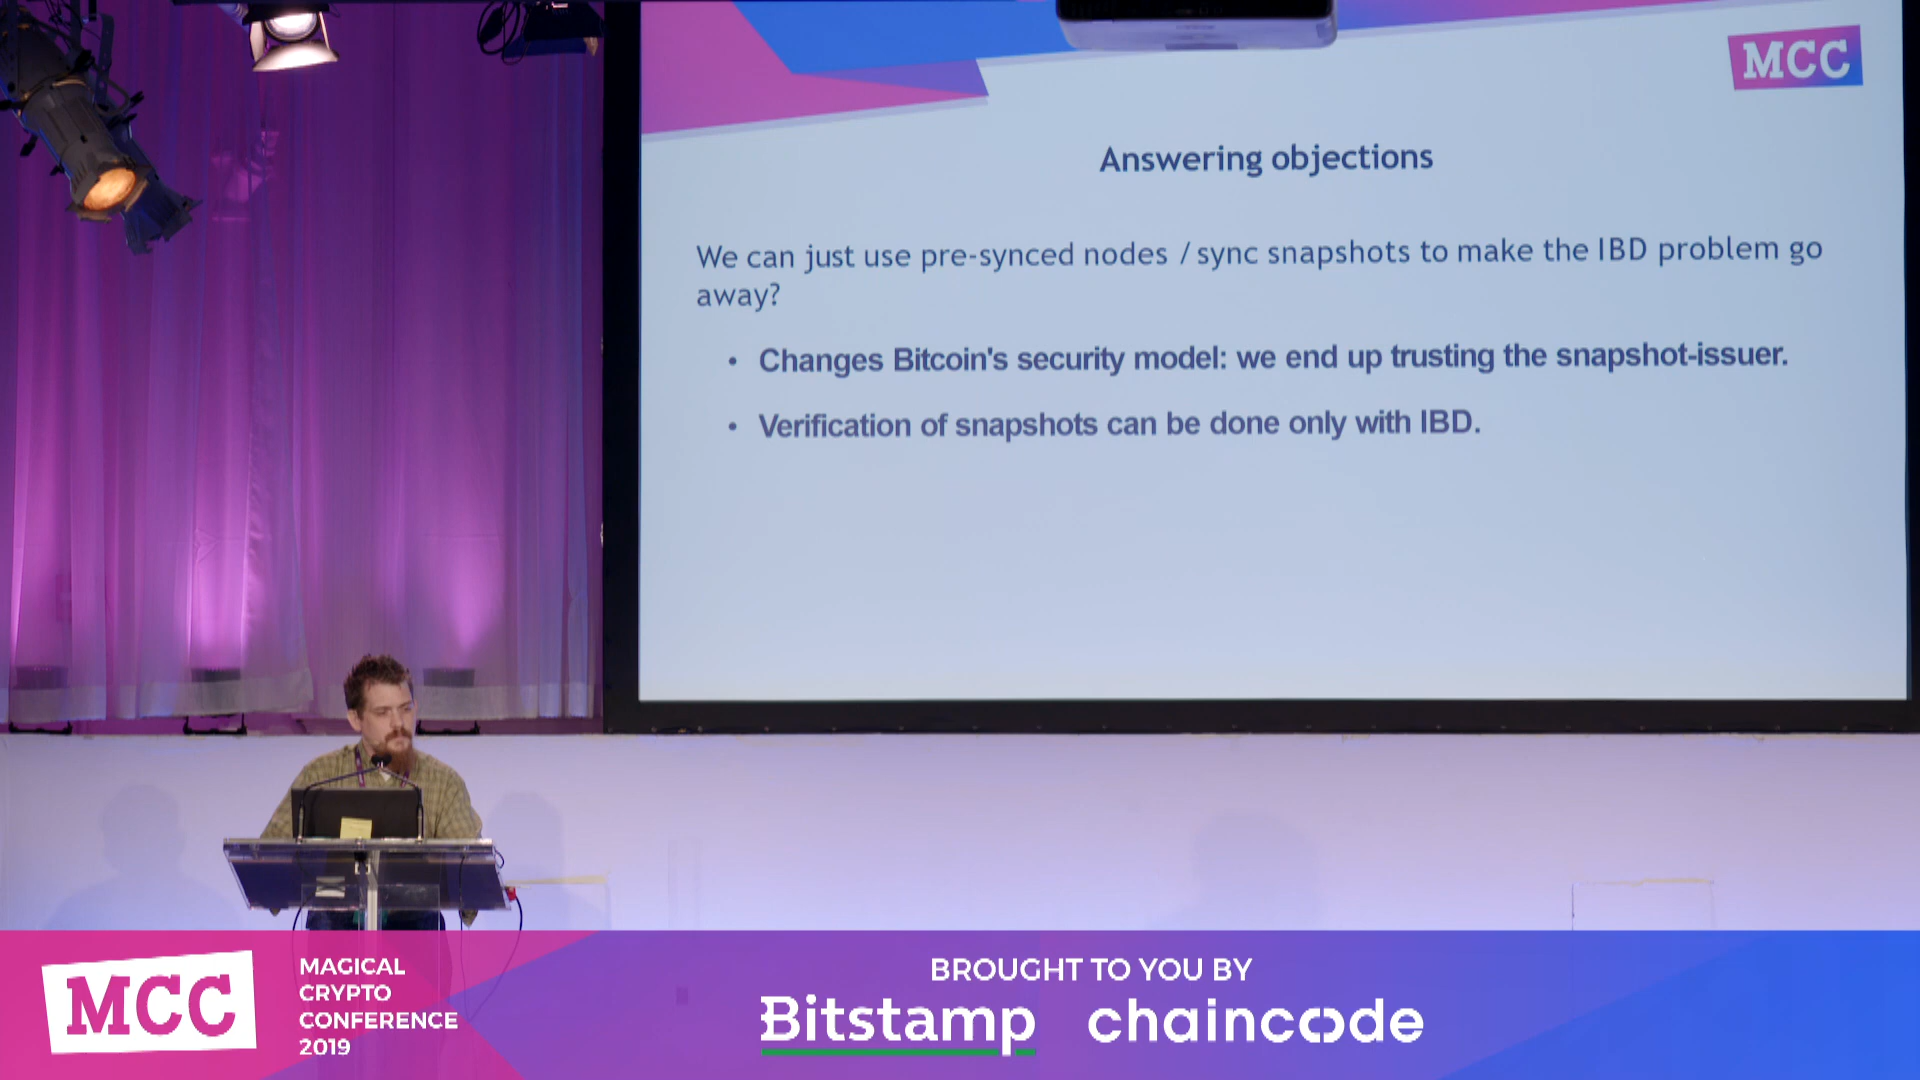 MCC
Answering objections
We can just use pre-synced nodes / sync snapshots to make the IBD problem go
away?
• Changes Bitcoin's security model: we end up trusting the snapshot-issuer.
• Verification of snapshots can be done only with IBD.
MCC
MAGICAL
CRYPTO
CONFERENCE
2019
BROUGHT TO YOU BY
Bitstamp chaincode